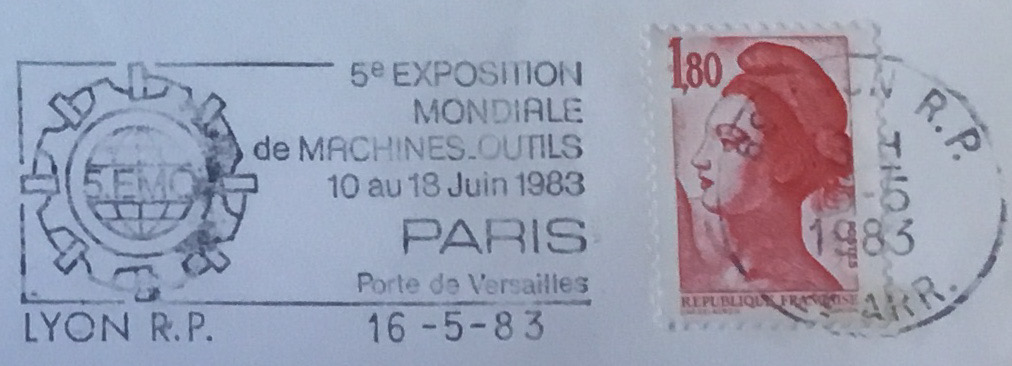 5.EMO
5e EXPOSITION
MONDIALE
de MACHINES-OUTILS
10 au 18 Juin 1983
PARIS
Porte de Versailles
LYON R.P. 16-5-83
1,80
POSTES
REPUBLIQUE FRANÇAISE
R.P.
1983
ARR.